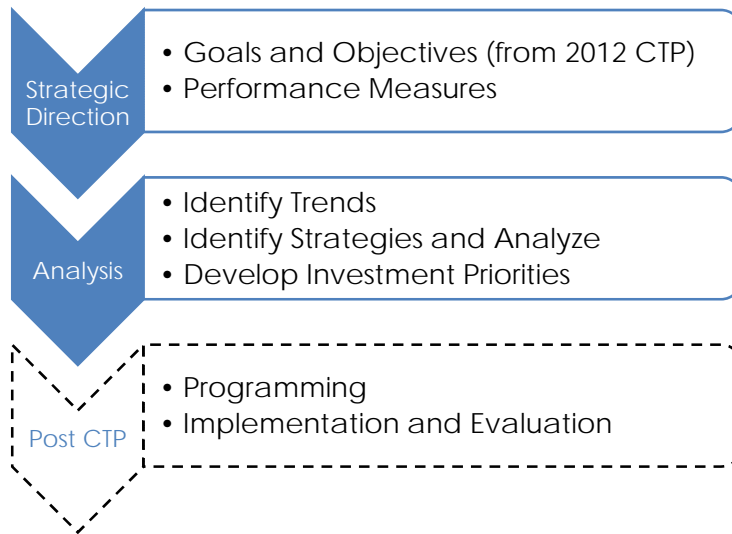 Strategic
Direction
• Goals and Objectives (from 2012 CTP)
• Performance Measures
Analysis
• Identify Trends
• Identify Strategies and Analyze
• Develop Investment Priorities
Post CTP
• Programming
• Implementation and Evaluation